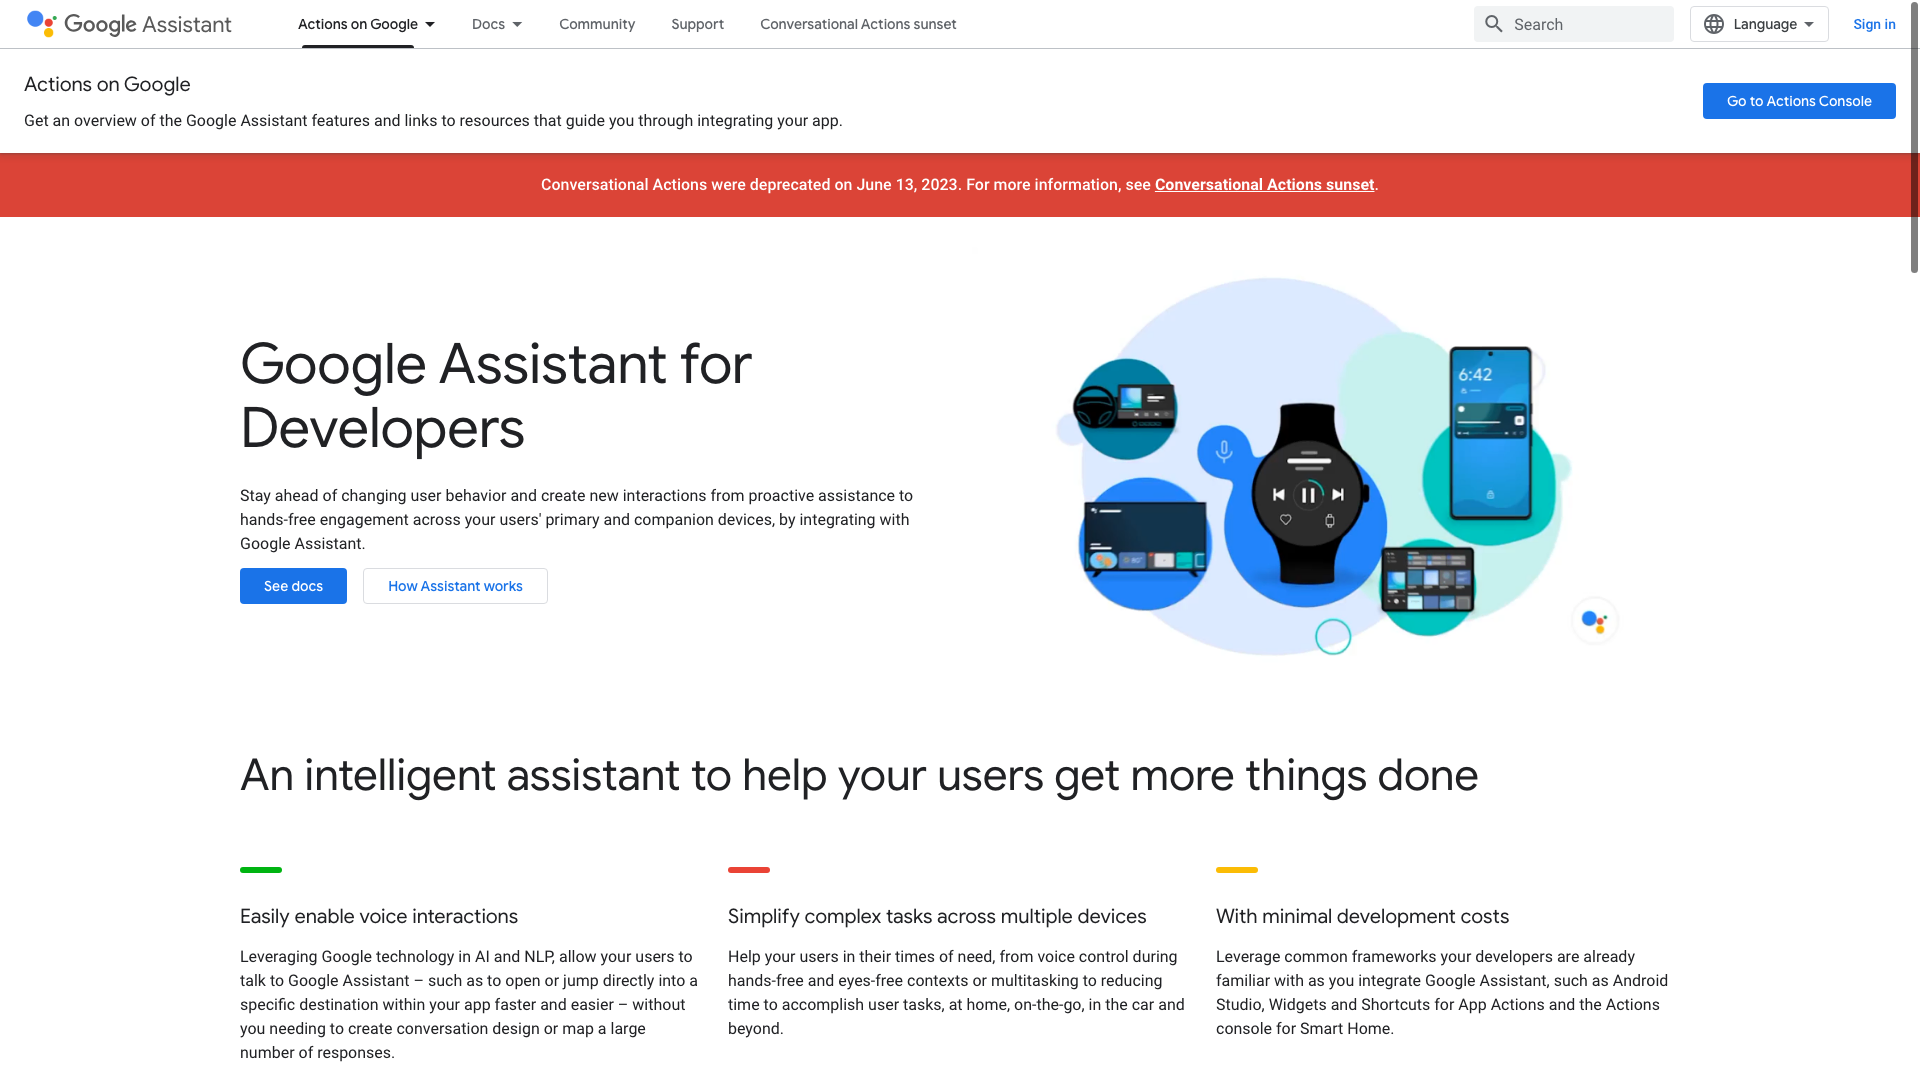 Google Assistant
Actions on Google
Docs
Community
Support
Conversational Actions sunset
Search
Language
Sign in
Actions on Google
Get an overview of the Google Assistant features and links to resources that guide you through integrating your app.
Go to Actions Console
Conversational Actions were deprecated on June 13, 2023. For more information, see Conversational Actions sunset.
Google Assistant for
Developers
Stay ahead of changing user behavior and create new interactions from proactive assistance to
hands-free engagement across your users' primary and companion devices, by integrating with
Google Assistant.
See docs
How Assistant works
6:42
An intelligent assistant to help your users get more things done
Easily enable voice interactions
Leveraging Google technology in AI and NLP, allow your users to
talk to Google Assistant – such as to open or jump directly into a
specific destination within your app faster and easier – without
you needing to create conversation design or map a large
number of responses.
Simplify complex tasks across multiple devices
Help your users in their times of need, from voice control during
hands-free and eyes-free contexts or multitasking to reducing
time to accomplish user tasks, at home, on-the-go, in the car and
beyond.
With minimal development costs
Leverage common frameworks your developers are already
familiar with as you integrate Google Assistant, such as Android
Studio, Widgets and Shortcuts for App Actions and the Actions
console for Smart Home.